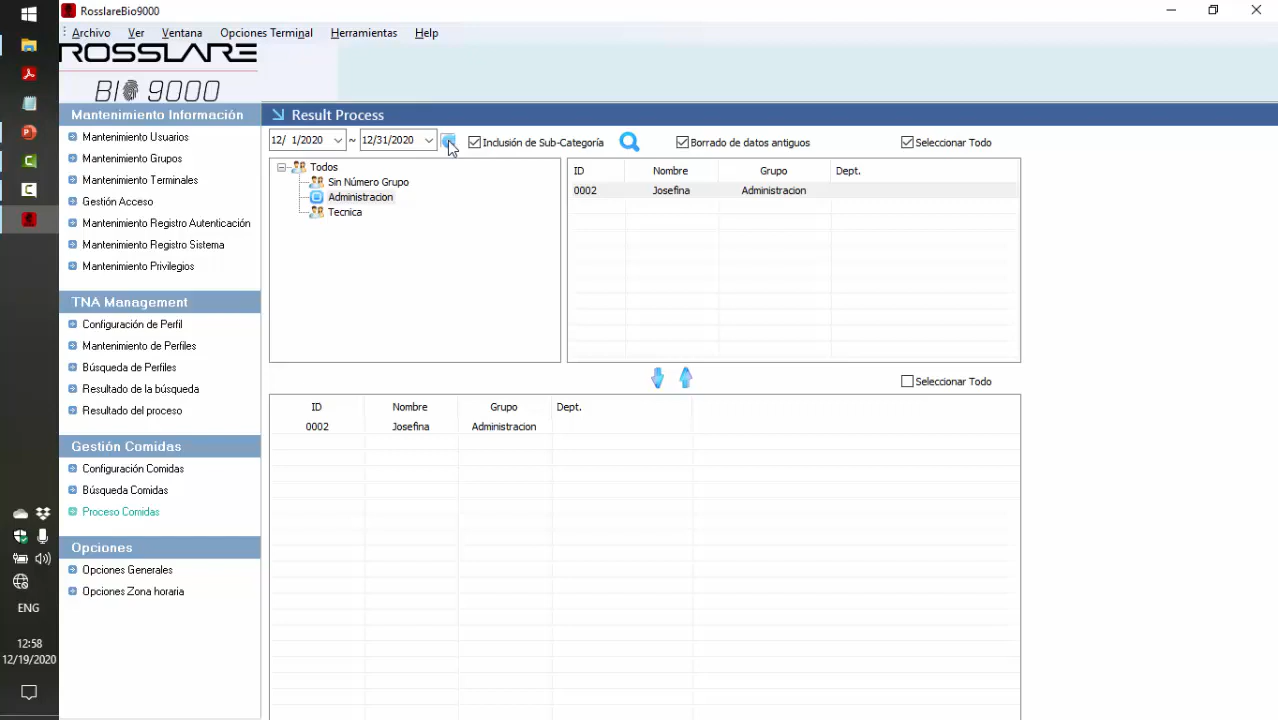 RosslareBio9000
Archivo Ver Ventana Opciones Terminal Herramientas Help
ROSSLARE
BIO 9000
Mantenimiento Información
Mantenimiento Usuarios
Mantenimiento Grupos
Mantenimiento Terminales
Gestión Acceso
Mantenimiento Registro Autenticación
Mantenimiento Registro Sistema
Mantenimiento Privilegios
TNA Management
Configuración de Perfil
Mantenimiento de Perfiles
Búsqueda de Perfiles
Resultado de la búsqueda
Resultado del proceso
Gestión Comidas
Configuración Comidas
Búsqueda Comidas
Proceso Comidas
Opciones
Opciones Generales
Opciones Zona horaria
Result Process
12/ 1/2020 ~ 12/31/2020 Inclusión de Sub-Categoría Borrado de datos antiguos Seleccionar Todo
Todos
Sin Número Grupo
Administracion
Tecnica
ID Nombre Grupo Dept.
0002 Josefina Administracion
Seleccionar Todo
ID Nombre Grupo Dept.
0002 Josefina Administracion
ENG
12:58
12/19/2020